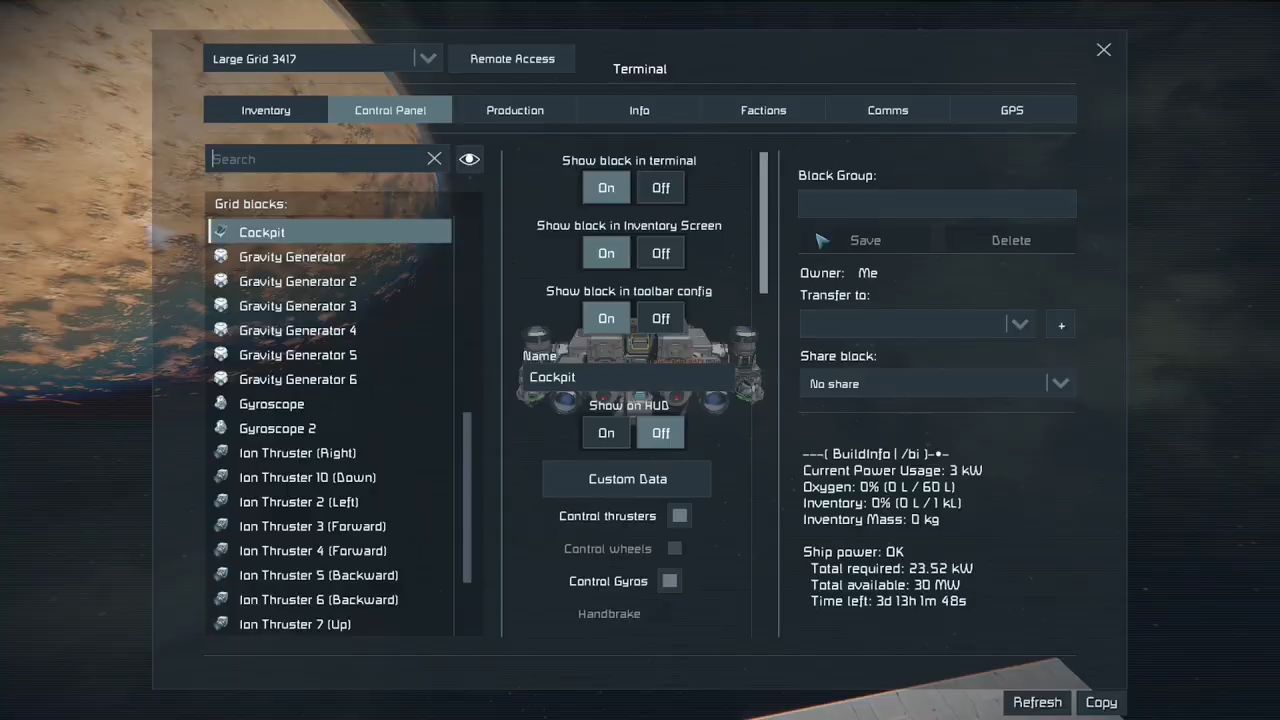 Large Grid 3417
Remote Access
Terminal
Inventory
Control Panel
Production
Info
Factions
Comms
GPS
Search
Grid blocks:
Cockpit
Gravity Generator
Gravity Generator 2
Gravity Generator 3
Gravity Generator 4
Gravity Generator 5
Gravity Generator 6
Gyroscope
Gyroscope 2
Ion Thruster (Right)
Ion Thruster 10 (Down)
Ion Thruster 2 (Left)
Ion Thruster 3 (Forward)
Ion Thruster 4 (Forward)
Ion Thruster 5 (Backward)
Ion Thruster 6 (Backward)
Ion Thruster 7 (Up)
Show block in terminal
On Off
Show block in Inventory Screen
On Off
Show block in toolbar config
On Off
Name
Cockpit
Show on HUD
On Off
Custom Data
Control thrusters
Control wheels
Control Gyros
Handbrake
Block Group:
Save
Delete
Owner: Me
Transfer to:
+
Share block:
No share
---( BuildInfo | /bi )-•-
Current Power Usage: 3 kW
Oxygen: 0% (0 L / 60 L)
Inventory: 0% (0 L / 1 kL)
Inventory Mass: 0 kg
Ship power: OK
Total required: 23.52 kW
Total available: 30 MW
Time left: 3d 13h 1m 48s
Refresh
Copy